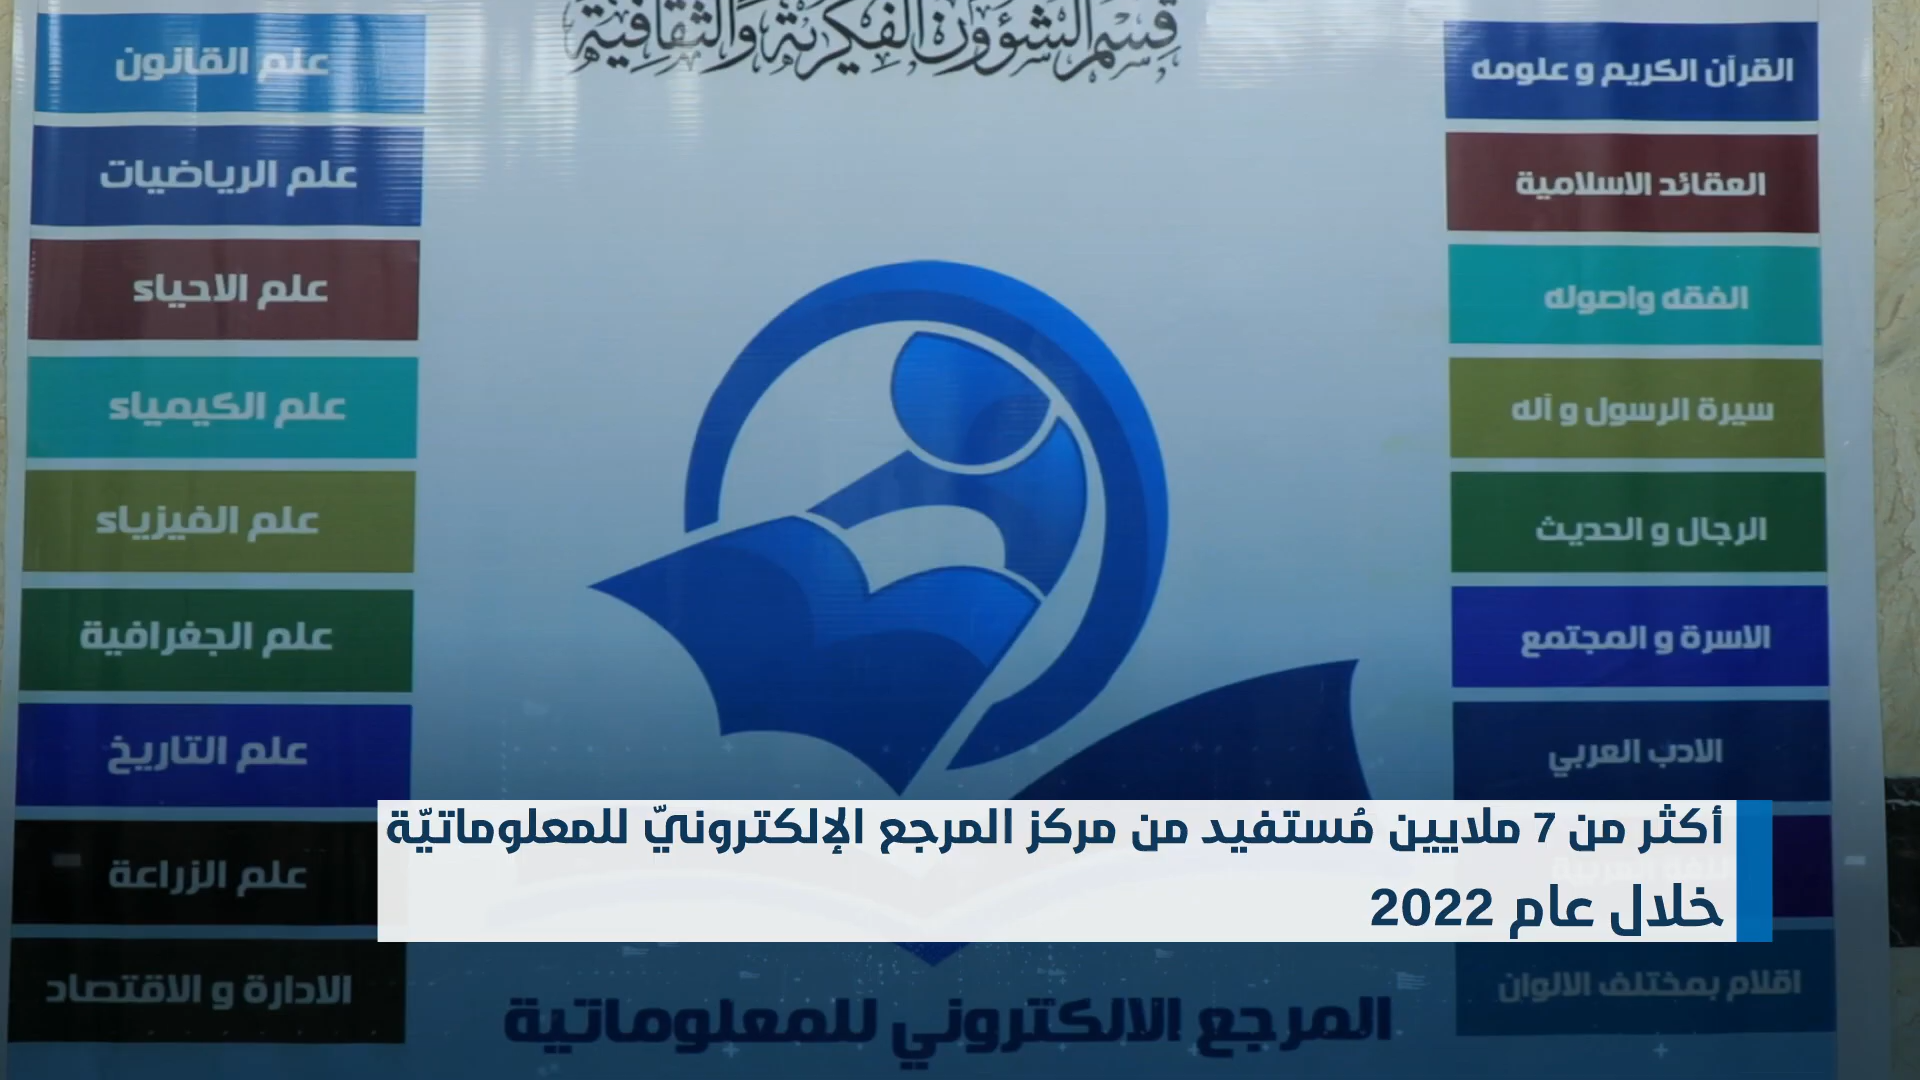 قسم الشؤون الفكرية والثقافية
القرآن الكريم و علومه
العقائد الاسلامية
الفقه واصوله
سيرة الرسول و آله
الرجال و الحديث
الاسرة و المجتمع
الادب العربي
اللغة العربية
اقلام بمختلف الالوان
علم القانون
علم الرياضيات
علم الاحياء
علم الكيمياء
علم الفيزياء
علم الجغرافية
علم التاريخ
علم الزراعة
الادارة و الاقتصاد
أكثر من 7 ملايين مُستفيد من مركز المرجع الإلكترونيّ للمعلوماتيّة
خلال عام 2022
المرجع الالكتروني للمعلوماتية